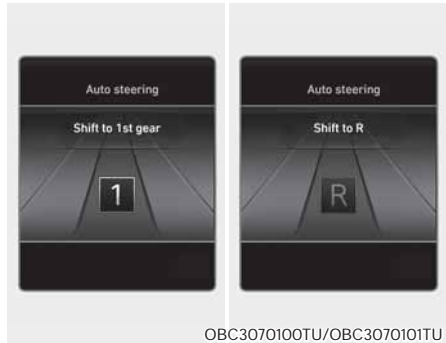 Auto steering
Shift to 1st gear
1
Auto steering
Shift to R
R
OBC3070100TU/OBC3070101TU